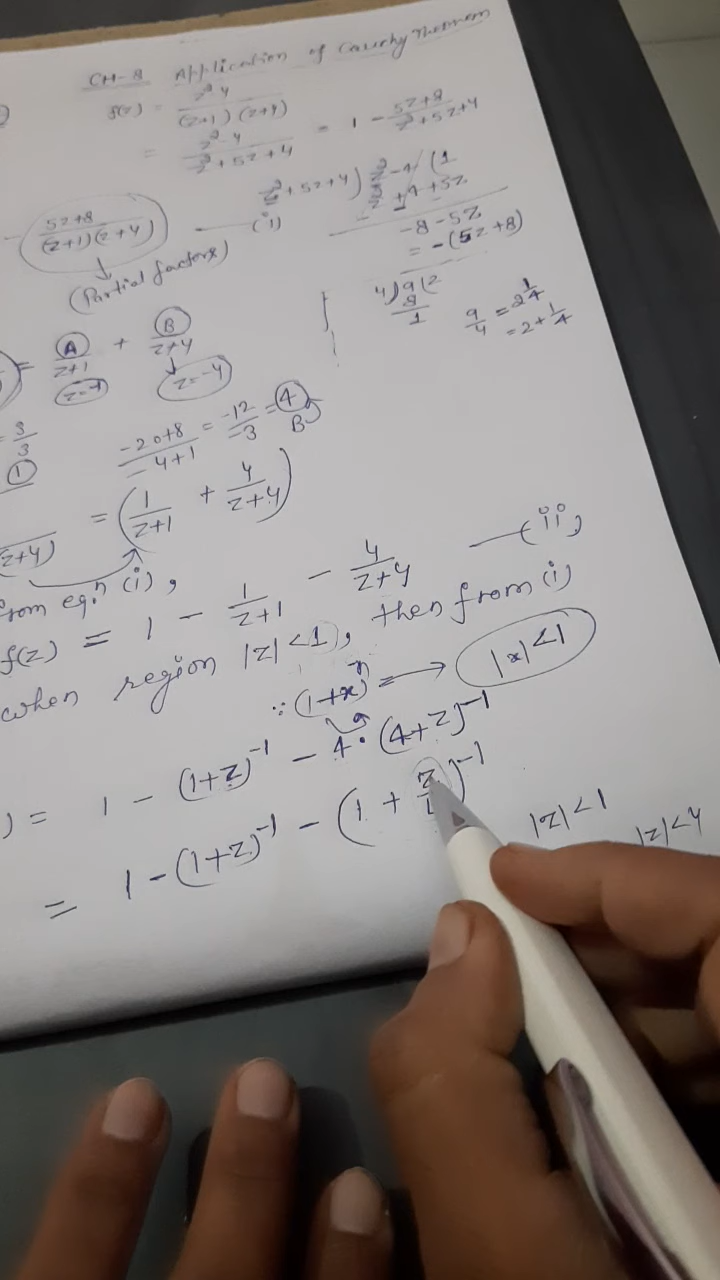 CH-8 Application of Cauchy Theorem
f(z) = z²-4 / (z+1)(z+4)
= z²-4 / z²+5z+4 = 1 - 5z+8 / z²+5z+4
z²+5z+4) z²-4 (1
z²+4+5z
-8-5z
= -(5z+8)
- 5z+8 / (z+1)(z+4) —(i)
(Partial factors)
4)9(2
8
1
9/4 = 2 1/4
= 2+1/4
= A / z+1 + B / z+4
z=-1 z=-4
= 3/3
1
-20+8 / -4+1 = -12 / -3 = 4
B
(z+4) = (1 / z+1 + 4 / z+4)
from eqn (i),
f(z) = 1 - 1 / z+1 - 4 / z+4 —(ii)
when region |z|<1, then from (i)
∵ (1+x)ⁿ = → |x|<1
) = 1 - (1+z)⁻¹ - 4·(4+z)⁻¹
= 1-(1+z)⁻¹ - (1 + z/4)⁻¹
|z|<1
|z|<4